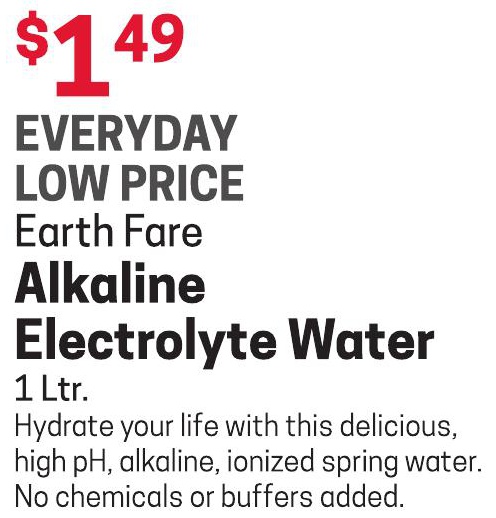 $1 49
EVERYDAY
LOW PRICE
Earth Fare
Alkaline
Electrolyte Water
1 Ltr.
Hydrate your life with this delicious,
high pH, alkaline, ionized spring water.
No chemicals or buffers added.